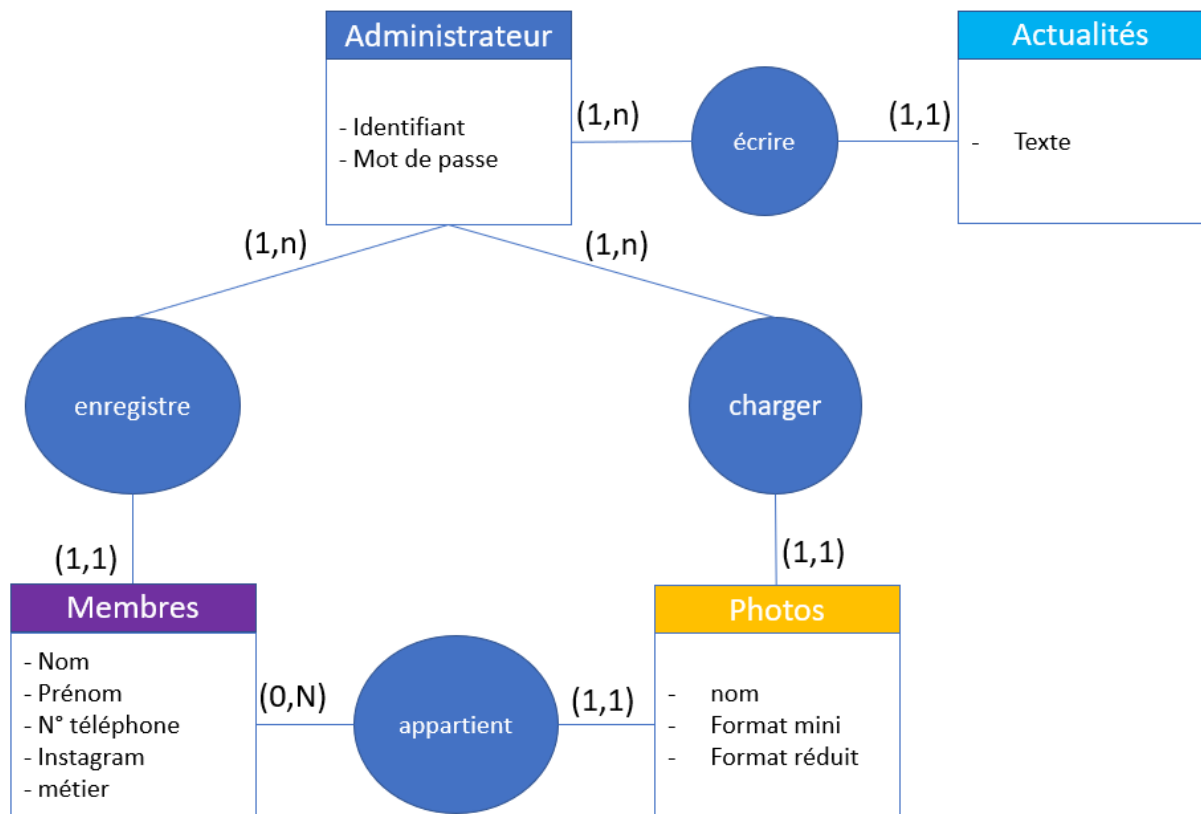 Administrateur
- Identifiant
- Mot de passe
(1,n)
écrire
(1,1)
Actualités
- Texte
(1,n)
(1,n)
enregistre
charger
(1,1)
(1,1)
Membres
- Nom
- Prénom
- N° téléphone
- Instagram
- métier
(0,N)
appartient
(1,1)
Photos
- nom
- Format mini
- Format réduit